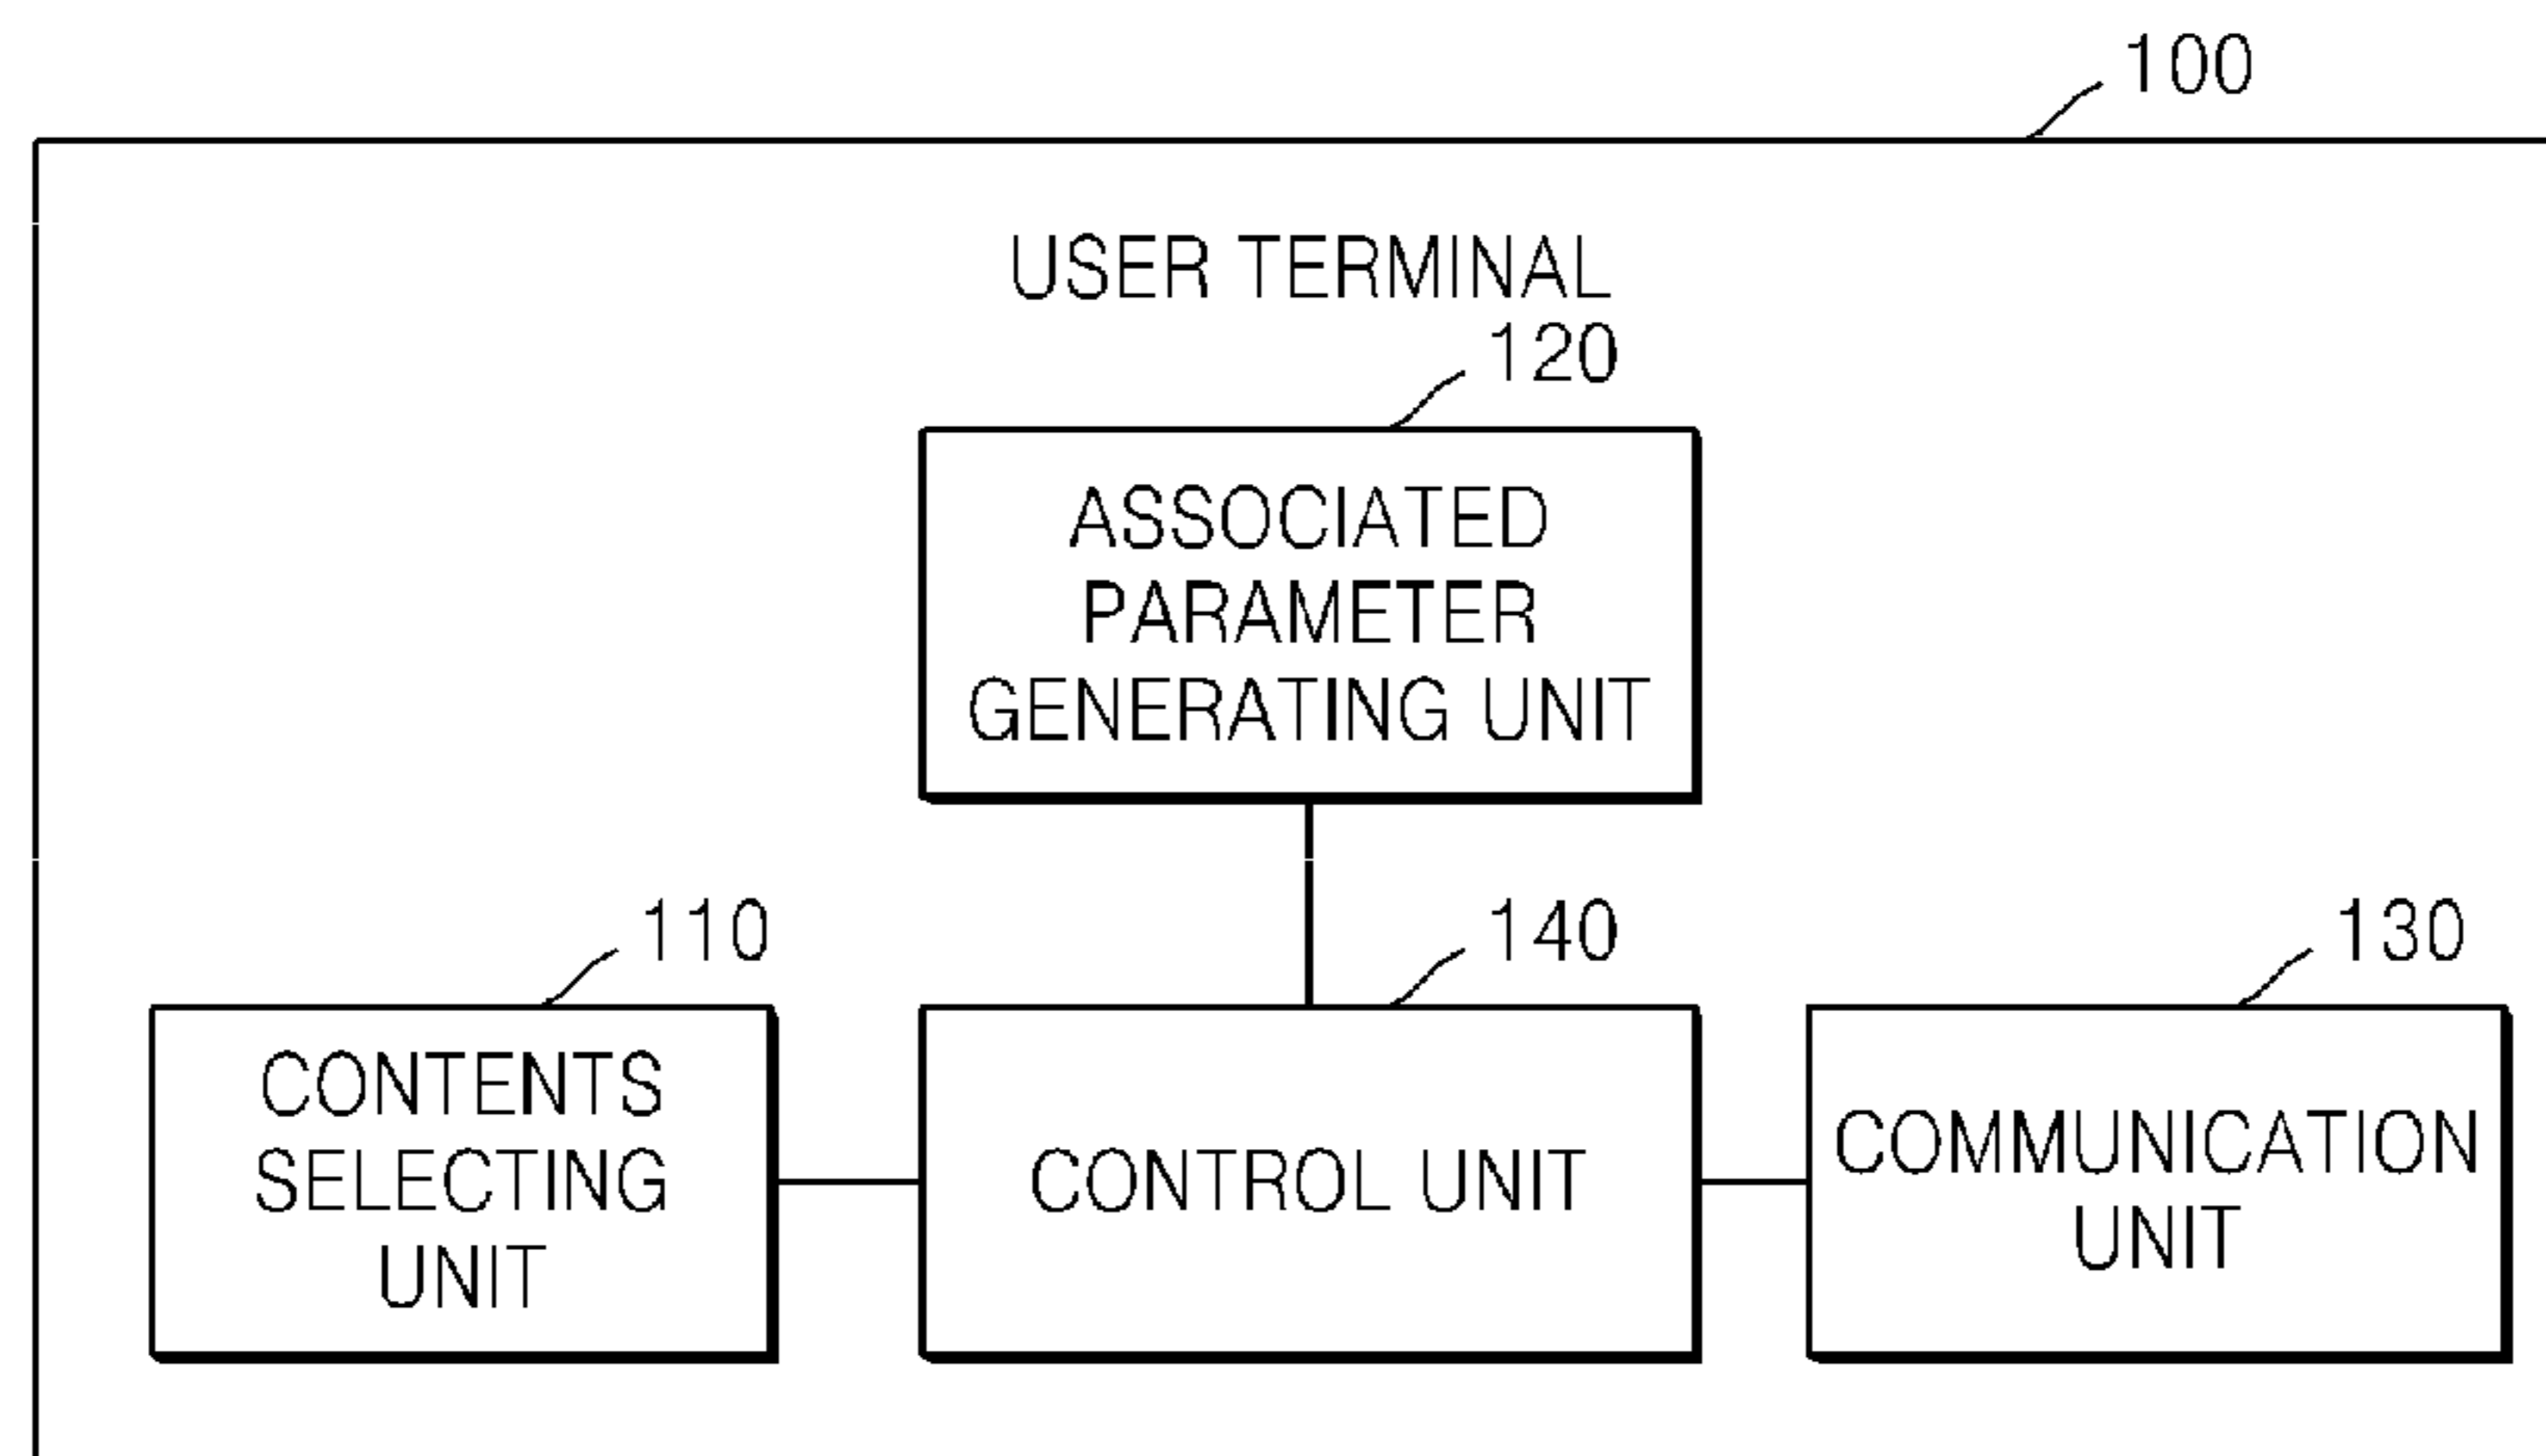 100
USER TERMINAL
120
ASSOCIATED
PARAMETER
GENERATING UNIT
110
140
130
CONTENTS
SELECTING
UNIT
CONTROL UNIT
COMMUNICATION
UNIT